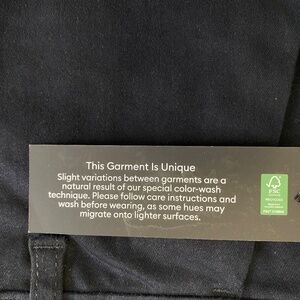 This Garment Is Unique
Slight variations between garments are a
natural result of our special color-wash
technique. Please follow care instructions and
wash before wearing, as some hues may
migrate onto lighter surfaces.
FSC